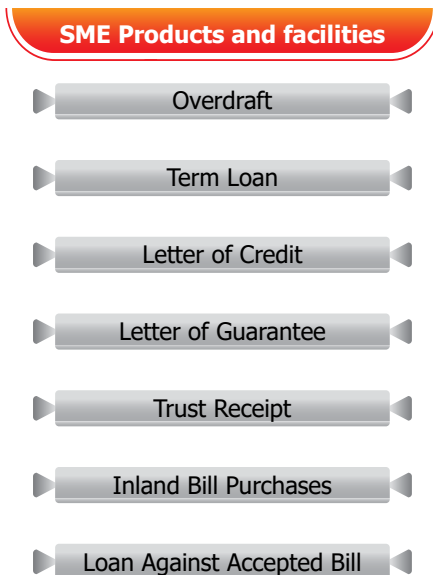 SME Products and facilities
Overdraft
Term Loan
Letter of Credit
Letter of Guarantee
Trust Receipt
Inland Bill Purchases
Loan Against Accepted Bill